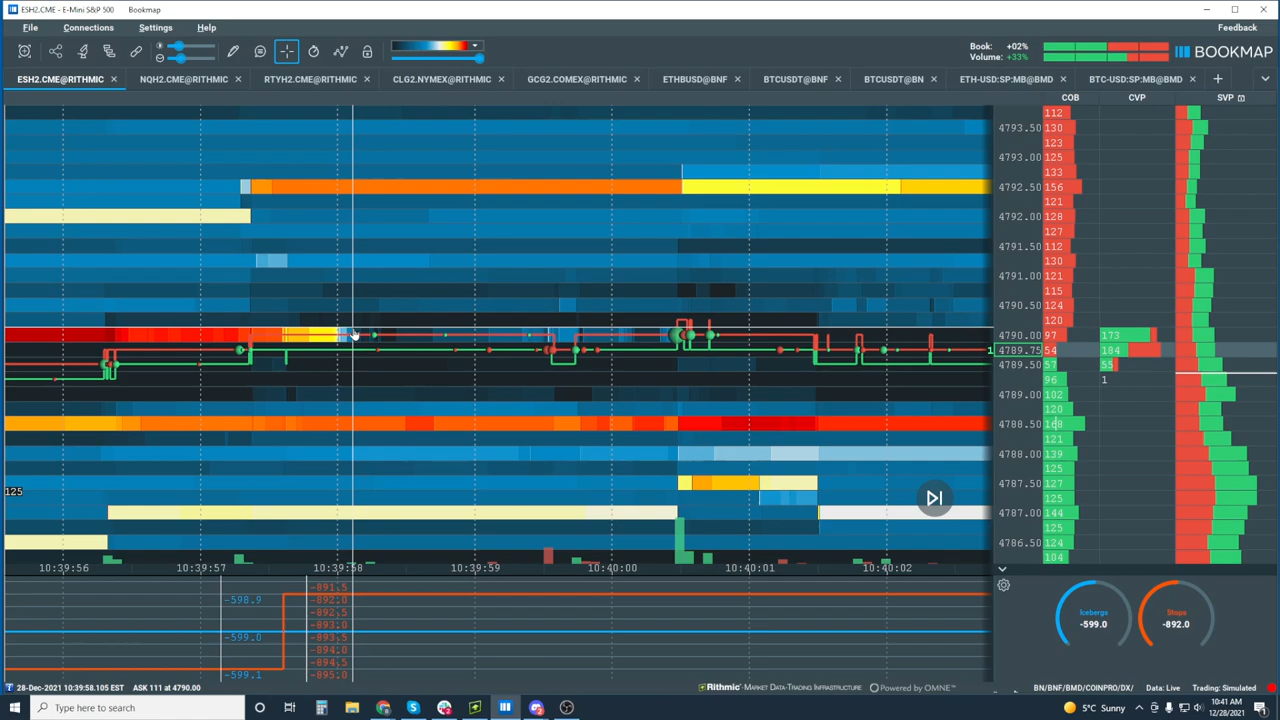 ESH2.CME - E-Mini S&P 500 Bookmap
File Connections Settings Help Feedback
Book: +02%
Volume: +33%
BOOKMAP
ESH2.CME@RITHMIC NQH2.CME@RITHMIC RTYH2.CME@RITHMIC CLG2.NYMEX@RITHMIC GCG2.COMEX@RITHMIC ETHBUSD@BNF BTCUSDT@BNF BTCUSDT@BN ETH-USD:SP:MB@BMD BTC-USD:SP:MB@BMD
COB CVP SVP
112
4793.50 130
123
4793.00 125
133
4792.50 156
121
4792.00 128
127
4791.50 112
130
4791.00 121
115
4790.50 124
120
4790.00 97 173
4789.75 54 104
4789.50 57 55
96 1
4789.00 102
120
4788.50
121
4788.00 139
125
4787.50 127
125 125
4787.00 144
125
4786.50 124
104
10:39:56 10:39:57 10:39:58 10:39:59 10:40:00 10:40:01 10:40:02
-891.5
-598.9 -892.0
-892.5
-893.0
-599.0 -893.5
-894.0
-894.5
-599.1 -895.0
Icebergs
-599.0
Stops
-892.0
28-Dec-2021 10:39:58.105 EST ASK 111 at 4790.00 Rithmic-Market Data+Trading Infrastructure Powered by OMNE™ BN/BNF/BMD/COINPRO/DX/ Data: Live Trading: Simulated
Type here to search 5°C Sunny 10:41 AM
12/28/2021